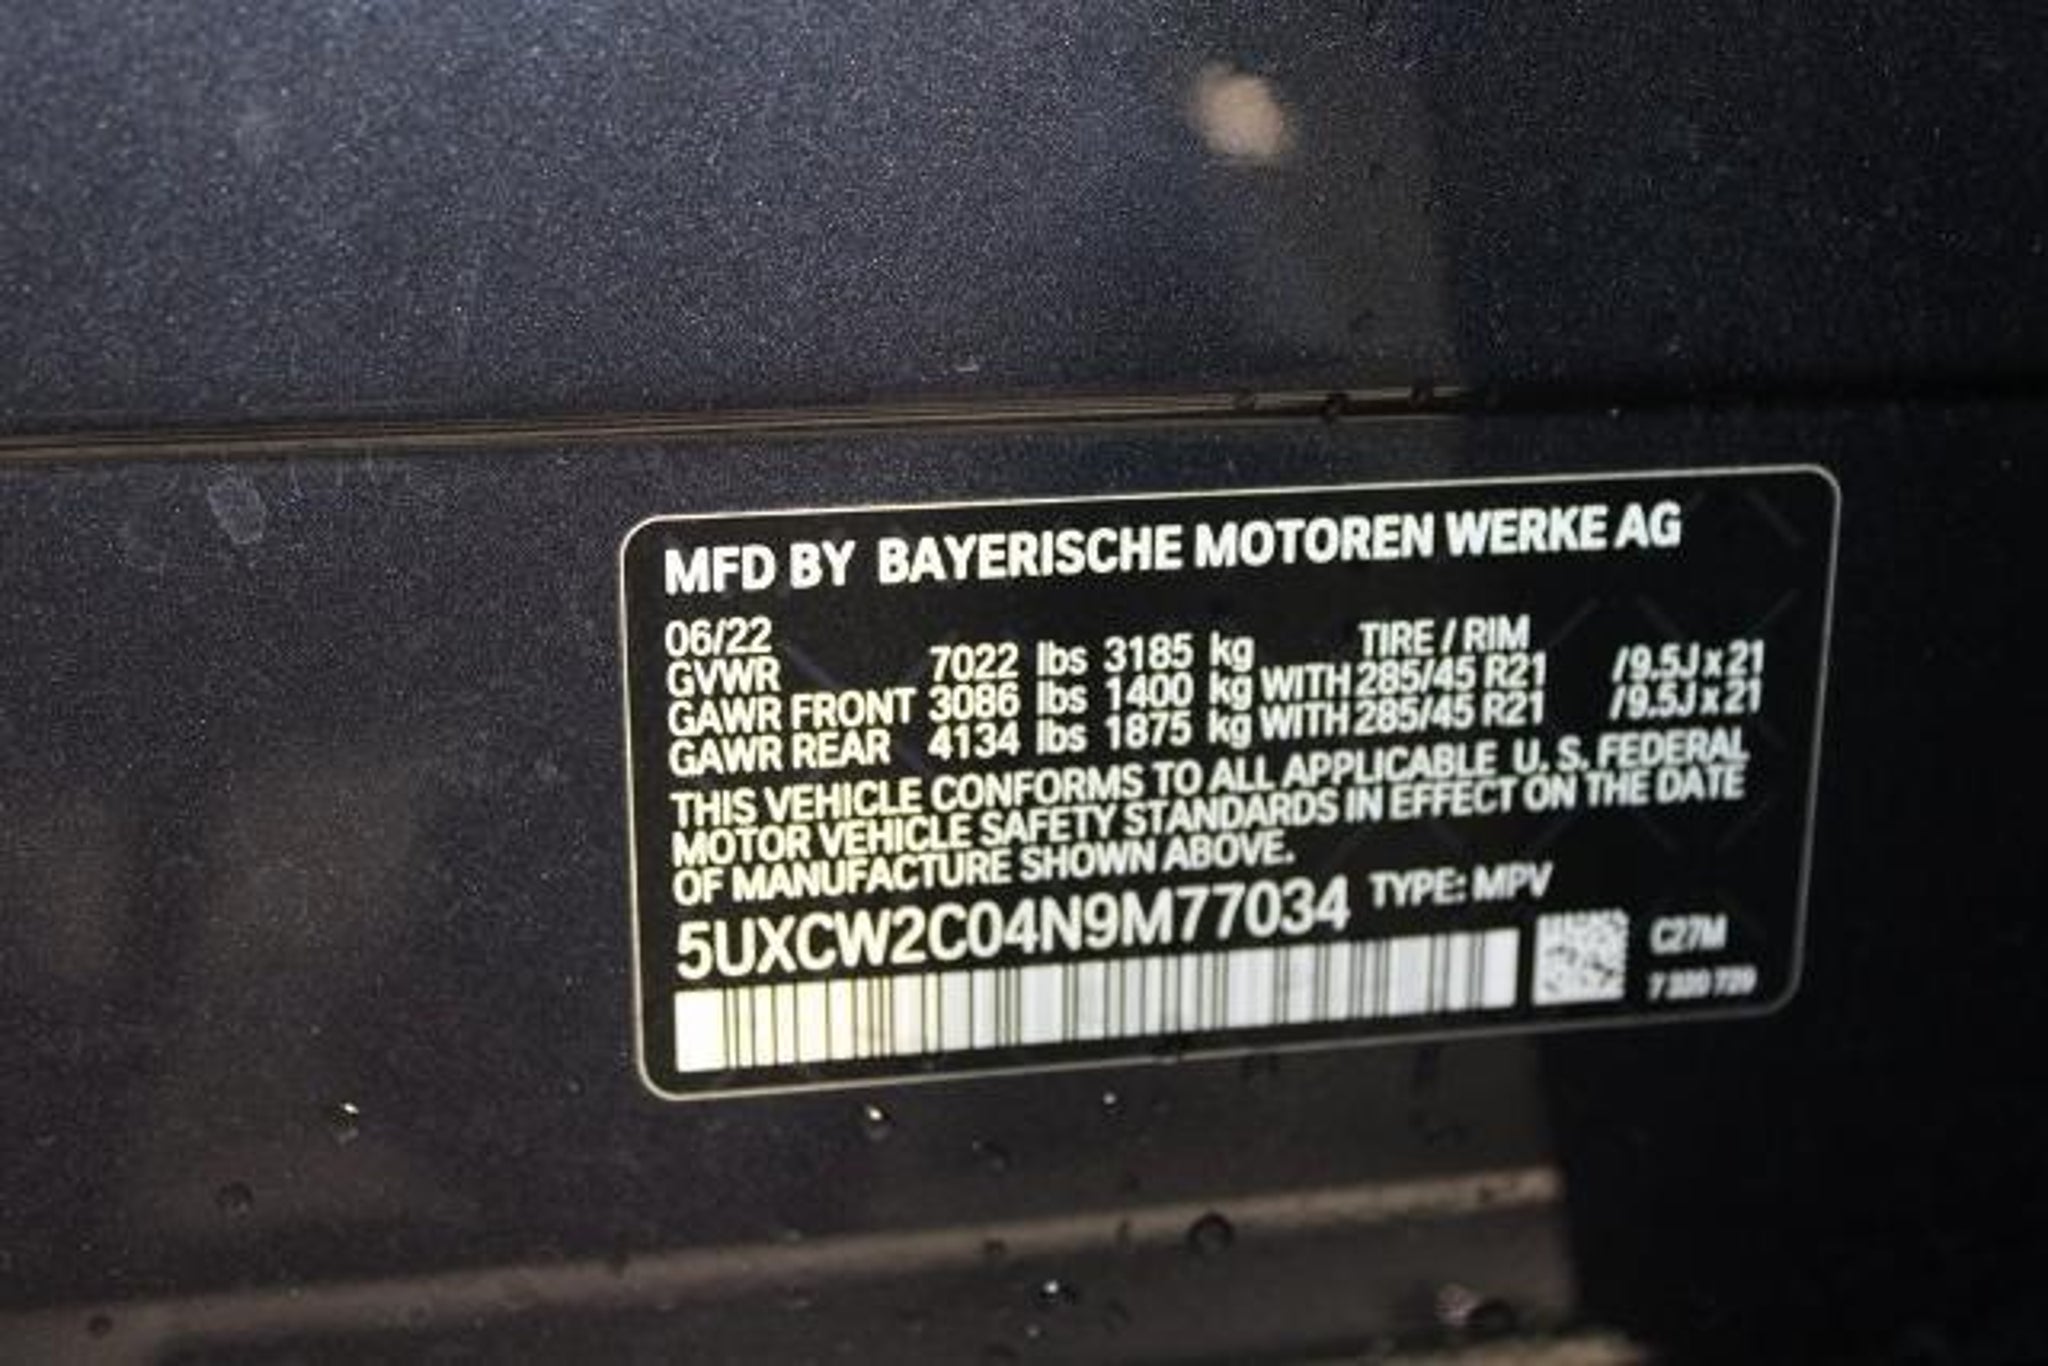 MFD BY BAYERISCHE MOTOREN WERKE AG
06/22 TIRE / RIM
GVWR 7022 lbs 3185 kg
GAWR FRONT 3086 lbs 1400 kg WITH 285/45 R21 /9.5J x 21
GAWR REAR 4134 lbs 1875 kg WITH 285/45 R21 /9.5J x 21
THIS VEHICLE CONFORMS TO ALL APPLICABLE U. S. FEDERAL
MOTOR VEHICLE SAFETY STANDARDS IN EFFECT ON THE DATE
OF MANUFACTURE SHOWN ABOVE.
5UXCW2C04N9M77034 TYPE: MPV
C27M